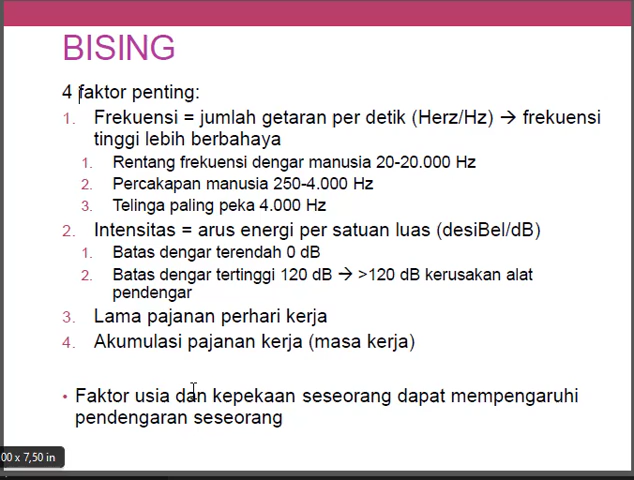 BISING
4 faktor penting:
1. Frekuensi = jumlah getaran per detik (Herz/Hz) → frekuensi
tinggi lebih berbahaya
1. Rentang frekuensi dengar manusia 20-20.000 Hz
2. Percakapan manusia 250-4.000 Hz
3. Telinga paling peka 4.000 Hz
2. Intensitas = arus energi per satuan luas (desiBel/dB)
1. Batas dengar terendah 0 dB
2. Batas dengar tertinggi 120 dB → >120 dB kerusakan alat
pendengar
3. Lama pajanan perhari kerja
4. Akumulasi pajanan kerja (masa kerja)
• Faktor usia dan kepekaan seseorang dapat mempengaruhi
pendengaran seseorang
00 x 7,50 in